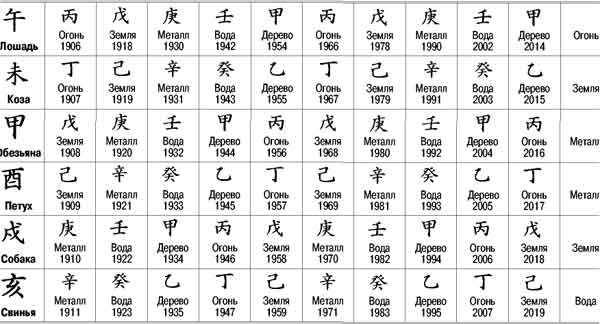 午 丙 戊 庚 壬 甲 丙 戊 庚 壬 甲
Огонь Земля Металл Вода Дерево Огонь Земля Металл Вода Дерево Огонь
Лошадь 1906 1918 1930 1942 1954 1966 1978 1990 2002 2014
未 丁 己 辛 癸 乙 丁 己 辛 癸 乙
Огонь Земля Металл Вода Дерево Огонь Земля Металл Вода Дерево Земля
Коза 1907 1919 1931 1943 1955 1967 1979 1991 2003 2015
甲 戊 庚 壬 甲 丙 戊 庚 壬 甲 丙
Земля Металл Вода Дерево Огонь Земля Металл Вода Дерево Огонь Металл
Обезьяна 1908 1920 1932 1944 1956 1968 1980 1992 2004 2016
酉 己 辛 癸 乙 丁 己 辛 癸 乙 丁
Земля Металл Вода Дерево Огонь Земля Металл Вода Дерево Огонь Металл
Петух 1909 1921 1933 1945 1957 1969 1981 1993 2005 2017
戌 庚 壬 甲 丙 戊 庚 壬 甲 丙 戊
Металл Вода Дерево Огонь Земля Металл Вода Дерево Огонь Земля Земля
Собака 1910 1922 1934 1946 1958 1970 1982 1994 2006 2018
亥 辛 癸 乙 丁 己 辛 癸 乙 丁 己
Металл Вода Дерево Огонь Земля Металл Вода Дерево Огонь Земля Вода
Свинья 1911 1923 1935 1947 1959 1971 1983 1995 2007 2019